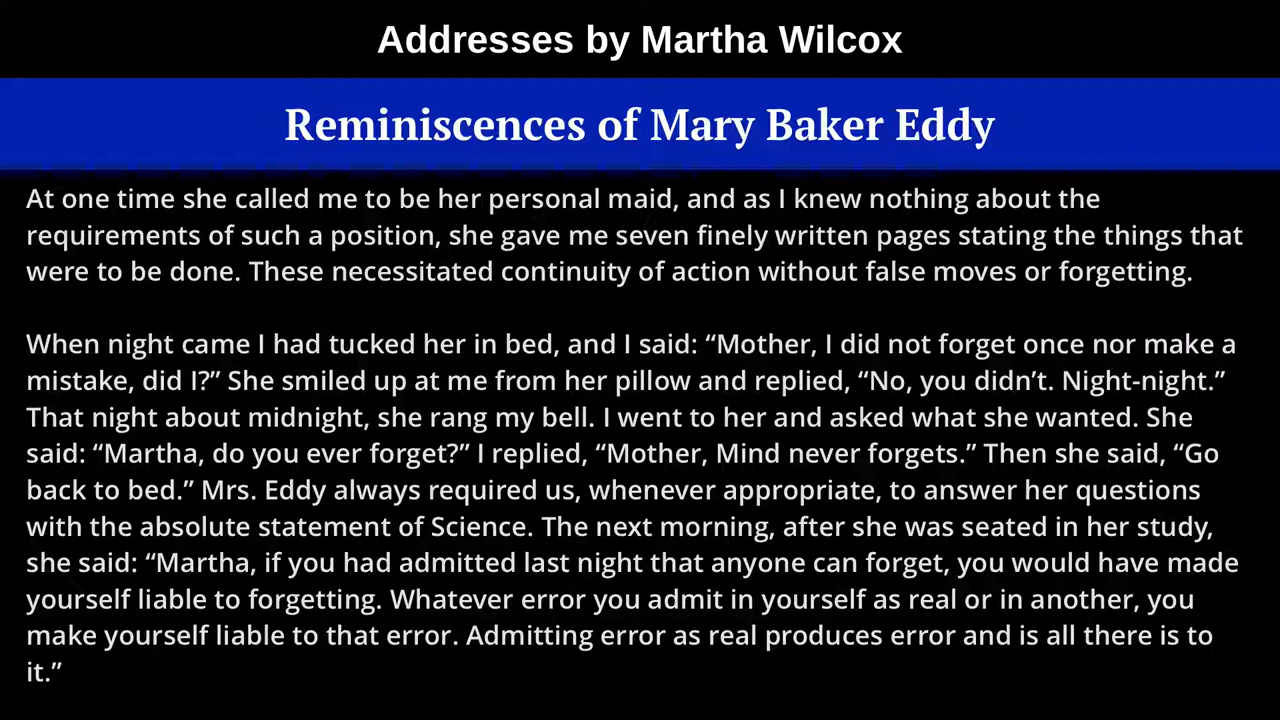 Addresses by Martha Wilcox
Reminiscences of Mary Baker Eddy
At one time she called me to be her personal maid, and as I knew nothing about the
requirements of such a position, she gave me seven finely written pages stating the things that
were to be done. These necessitated continuity of action without false moves or forgetting.
When night came I had tucked her in bed, and I said: “Mother, I did not forget once nor make a
mistake, did I?” She smiled up at me from her pillow and replied, “No, you didn’t. Night-night.”
That night about midnight, she rang my bell. I went to her and asked what she wanted. She
said: “Martha, do you ever forget?” I replied, “Mother, Mind never forgets.” Then she said, “Go
back to bed.” Mrs. Eddy always required us, whenever appropriate, to answer her questions
with the absolute statement of Science. The next morning, after she was seated in her study,
she said: “Martha, if you had admitted last night that anyone can forget, you would have made
yourself liable to forgetting. Whatever error you admit in yourself as real or in another, you
make yourself liable to that error. Admitting error as real produces error and is all there is to
it.”